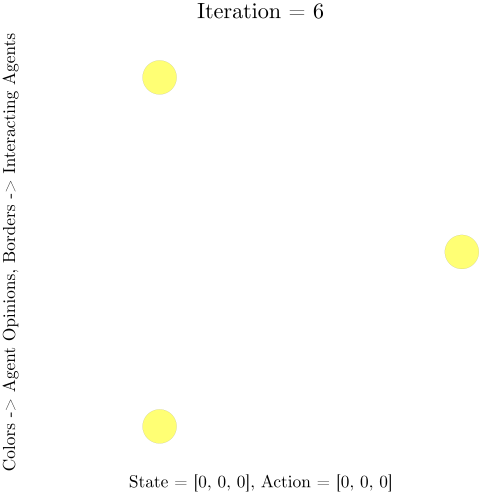 Iteration = 6
Colors -> Agent Opinions, Borders -> Interacting Agents
State = [0, 0, 0], Action = [0, 0, 0]